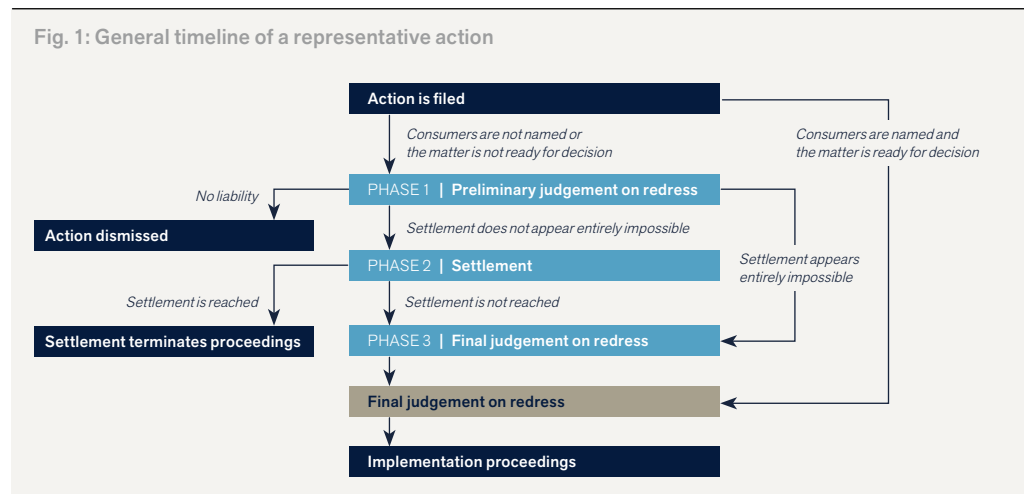 Fig. 1: General timeline of a representative action
Action is filed
Consumers are not named or
the matter is not ready for decision
Consumers are named and
the matter is ready for decision
PHASE 1 | Preliminary judgement on redress
No liability
Action dismissed
Settlement does not appear entirely impossible
Settlement appears
entirely impossible
PHASE 2 | Settlement
Settlement is reached
Settlement is not reached
Settlement terminates proceedings
PHASE 3 | Final judgement on redress
Final judgement on redress
Implementation proceedings